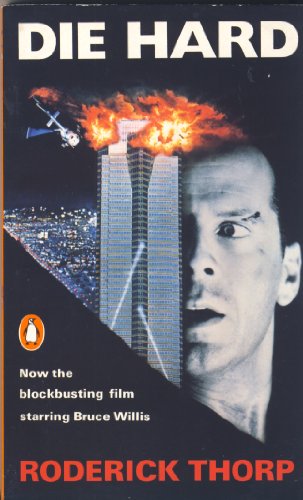 DIE HARD
Now the
blockbusting film
starring Bruce Willis
RODERICK THORP